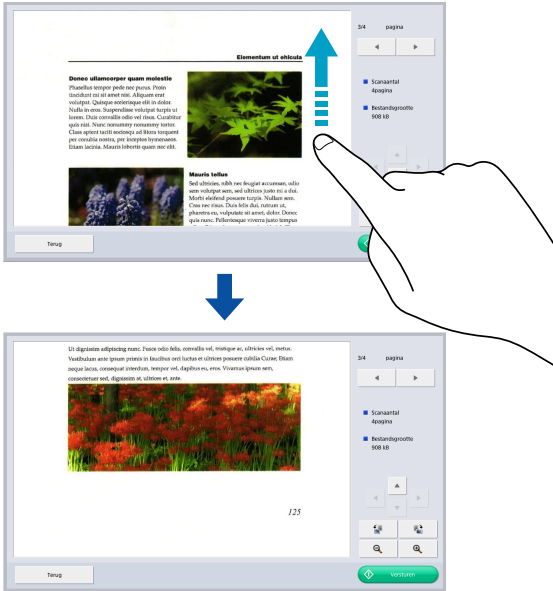 Elementum ut ehicula
Donec ullamcorper quam molestie
Phasellus tempor pede nec purus. Proin
tincidunt mi sit amet nisi. Aliquam erat
volutpat. Quisque scelerisque elit in dolor.
Nulla in eros. Suspendisse volutpat turpis ut
lorem. Duis convallis odio vel risus. Curabitur
quis nisl. Nunc nonummy nonummy tortor.
Class aptent taciti sociosqu ad litora torquent
per conubia nostra, per inceptos hymenaeos.
Etiam lacinia. Mauris lobortis quam nec elit.
Mauris tellus
Sed ultricies, nibh nec feugiat accumsan, odio
sem volutpat sem, sed ultrices justo mi a dui.
Morbi eleifend posuere turpis. Nullam sem.
Cras nec risus. Duis felis dui, rutrum ut,
pharetra eu, vulputate sit amet, dolor. Donec
quis nunc. Pellentesque viverra justo tempus
3/4 pagina
Scanaantal
4pagina
Bestandsgrootte
908 kB
Terug
Ut dignissim adipiscing nunc. Fusce odio felis, convallis vel, tristique ac, ultricies vel, metus.
Vestibulum ante ipsum primis in faucibus orci luctus et ultrices posuere cubilia Curae; Etiam
neque lacus, consequat interdum, tempor vel, dapibus eu, eros. Vivamus ipsum sem,
consectetuer sed, dignissim at, ultrices et, ante.
125
3/4 pagina
Scanaantal
4pagina
Bestandsgrootte
908 kB
Terug
Versturen